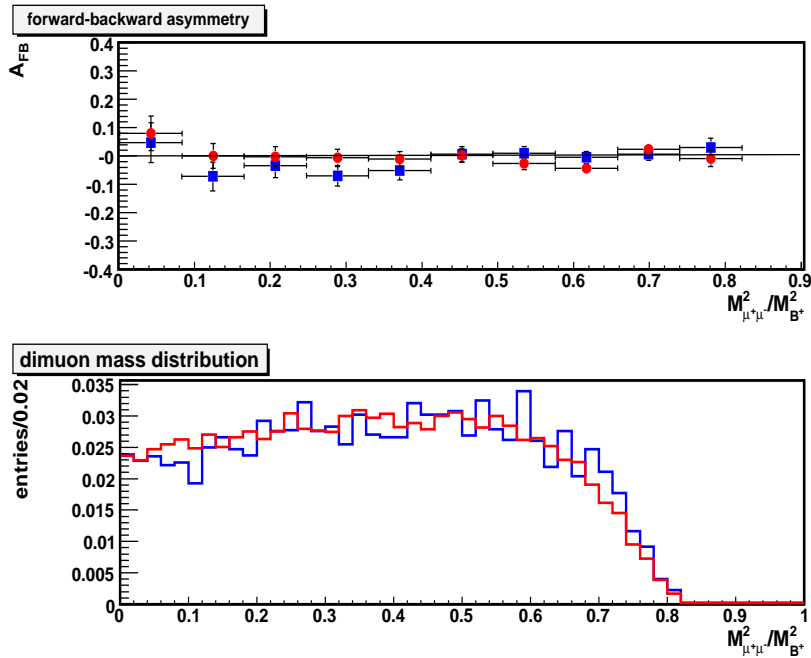 forward-backward asymmetry
A_FB
0.4
0.3
0.2
0.1
-0
-0.1
-0.2
-0.3
-0.4
0 0.1 0.2 0.3 0.4 0.5 0.6 0.7 0.8 0.9
M²_μ⁺μ⁻/M²_B⁺
dimuon mass distribution
entries/0.02
0.035
0.03
0.025
0.02
0.015
0.01
0.005
0
0 0.1 0.2 0.3 0.4 0.5 0.6 0.7 0.8 0.9 1
M²_μ⁺μ⁻/M²_B⁺